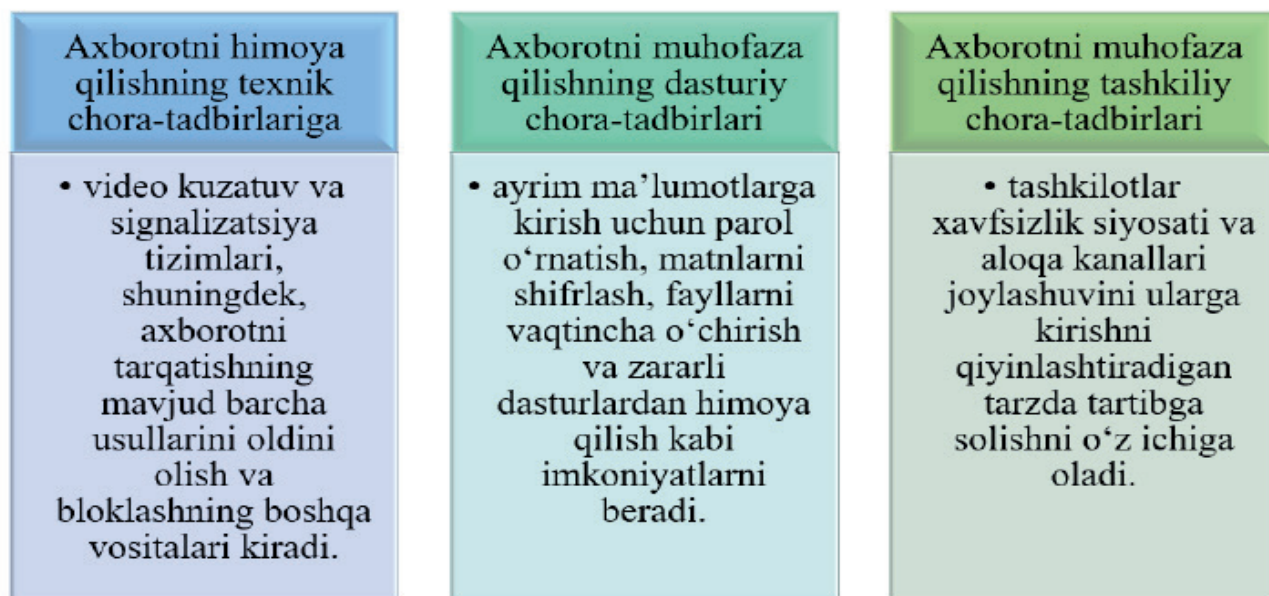 Axborotni himoya
qilishning texnik
chora-tadbirlariga
• video kuzatuv va
signalizatsiya
tizimlari,
shuningdek,
axborotni
tarqatishning
mavjud barcha
usullarini oldini
olish va
bloklashning boshqa
vositalari kiradi.
Axborotni muhofaza
qilishning dasturiy
chora-tadbirlari
• ayrim ma’lumotlarga
kirish uchun parol
o‘rnatish, matnlarni
shifrlash, fayllarni
vaqtincha o‘chirish
va zararli
dasturlardan himoya
qilish kabi
imkoniyatlarni
beradi.
Axborotni muhofaza
qilishning tashkiliy
chora-tadbirlari
• tashkilotlar
xavfsizlik siyosati va
aloqa kanallari
joylashuvini ularga
kirishni
qiyinlashtiradigan
tarzda tartibga
solishni o‘z ichiga
oladi.